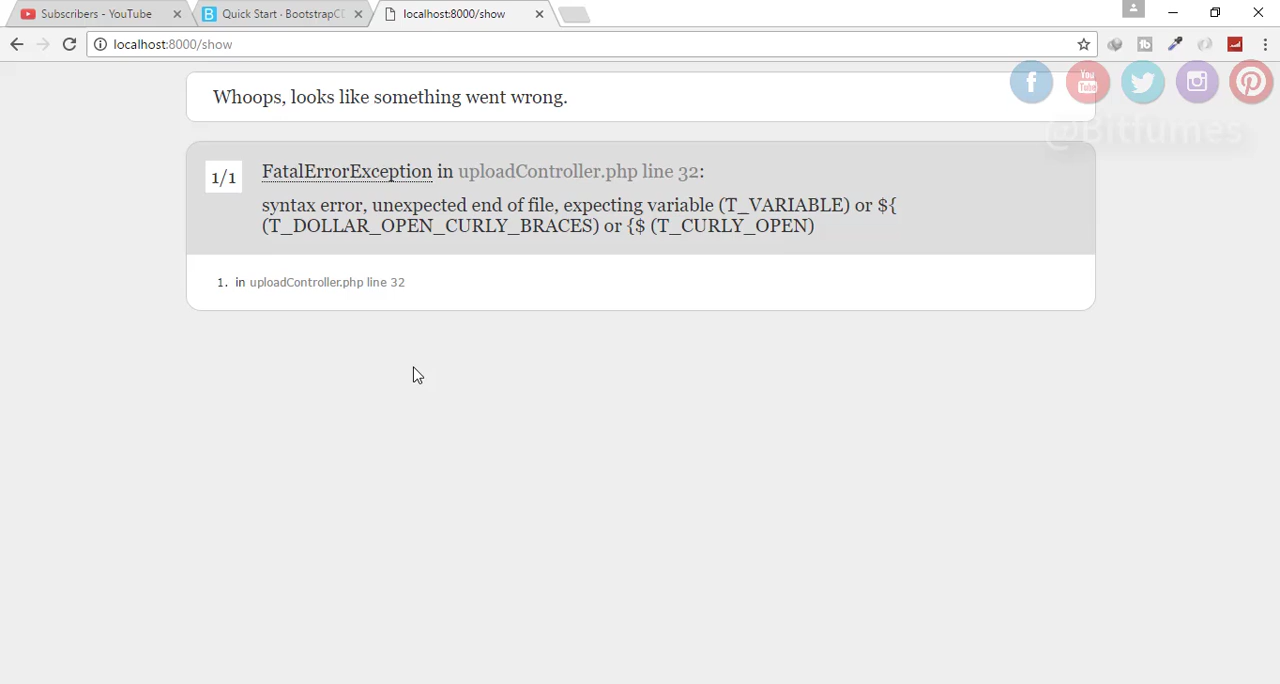 Subscribers - YouTube
Quick Start · BootstrapCD
localhost:8000/show
localhost:8000/show
Whoops, looks like something went wrong.
@Bitfumes
1/1
FatalErrorException in uploadController.php line 32:
syntax error, unexpected end of file, expecting variable (T_VARIABLE) or ${
(T_DOLLAR_OPEN_CURLY_BRACES) or {$ (T_CURLY_OPEN)
1. in uploadController.php line 32